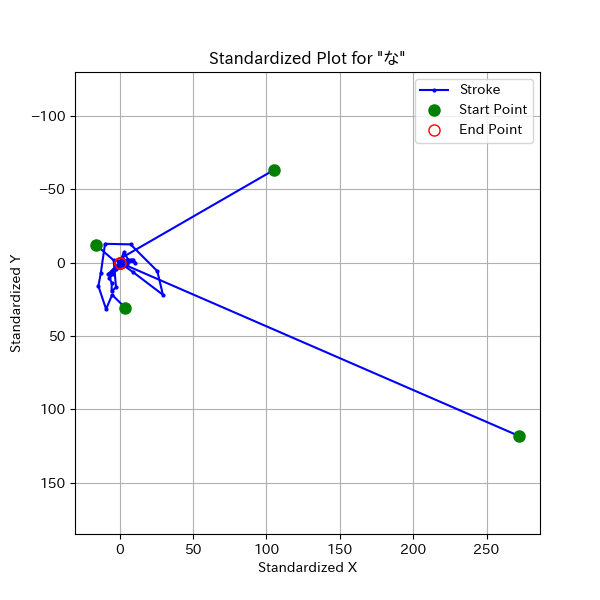 Standardized Plot for "な"
Stroke
Start Point
End Point
−100
−50
0
50
100
150
Standardized Y
0 50 100 150 200 250
Standardized X